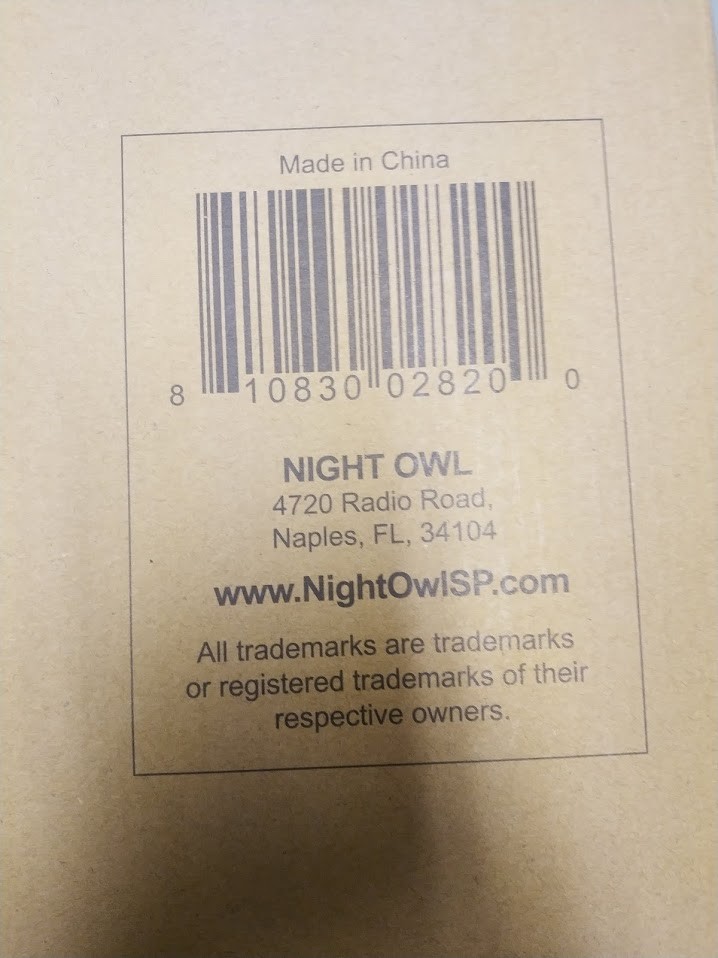 Made in China
8 10830 02820 0
NIGHT OWL
4720 Radio Road,
Naples, FL, 34104
www.NightOwlSP.com
All trademarks are trademarks
or registered trademarks of their
respective owners.